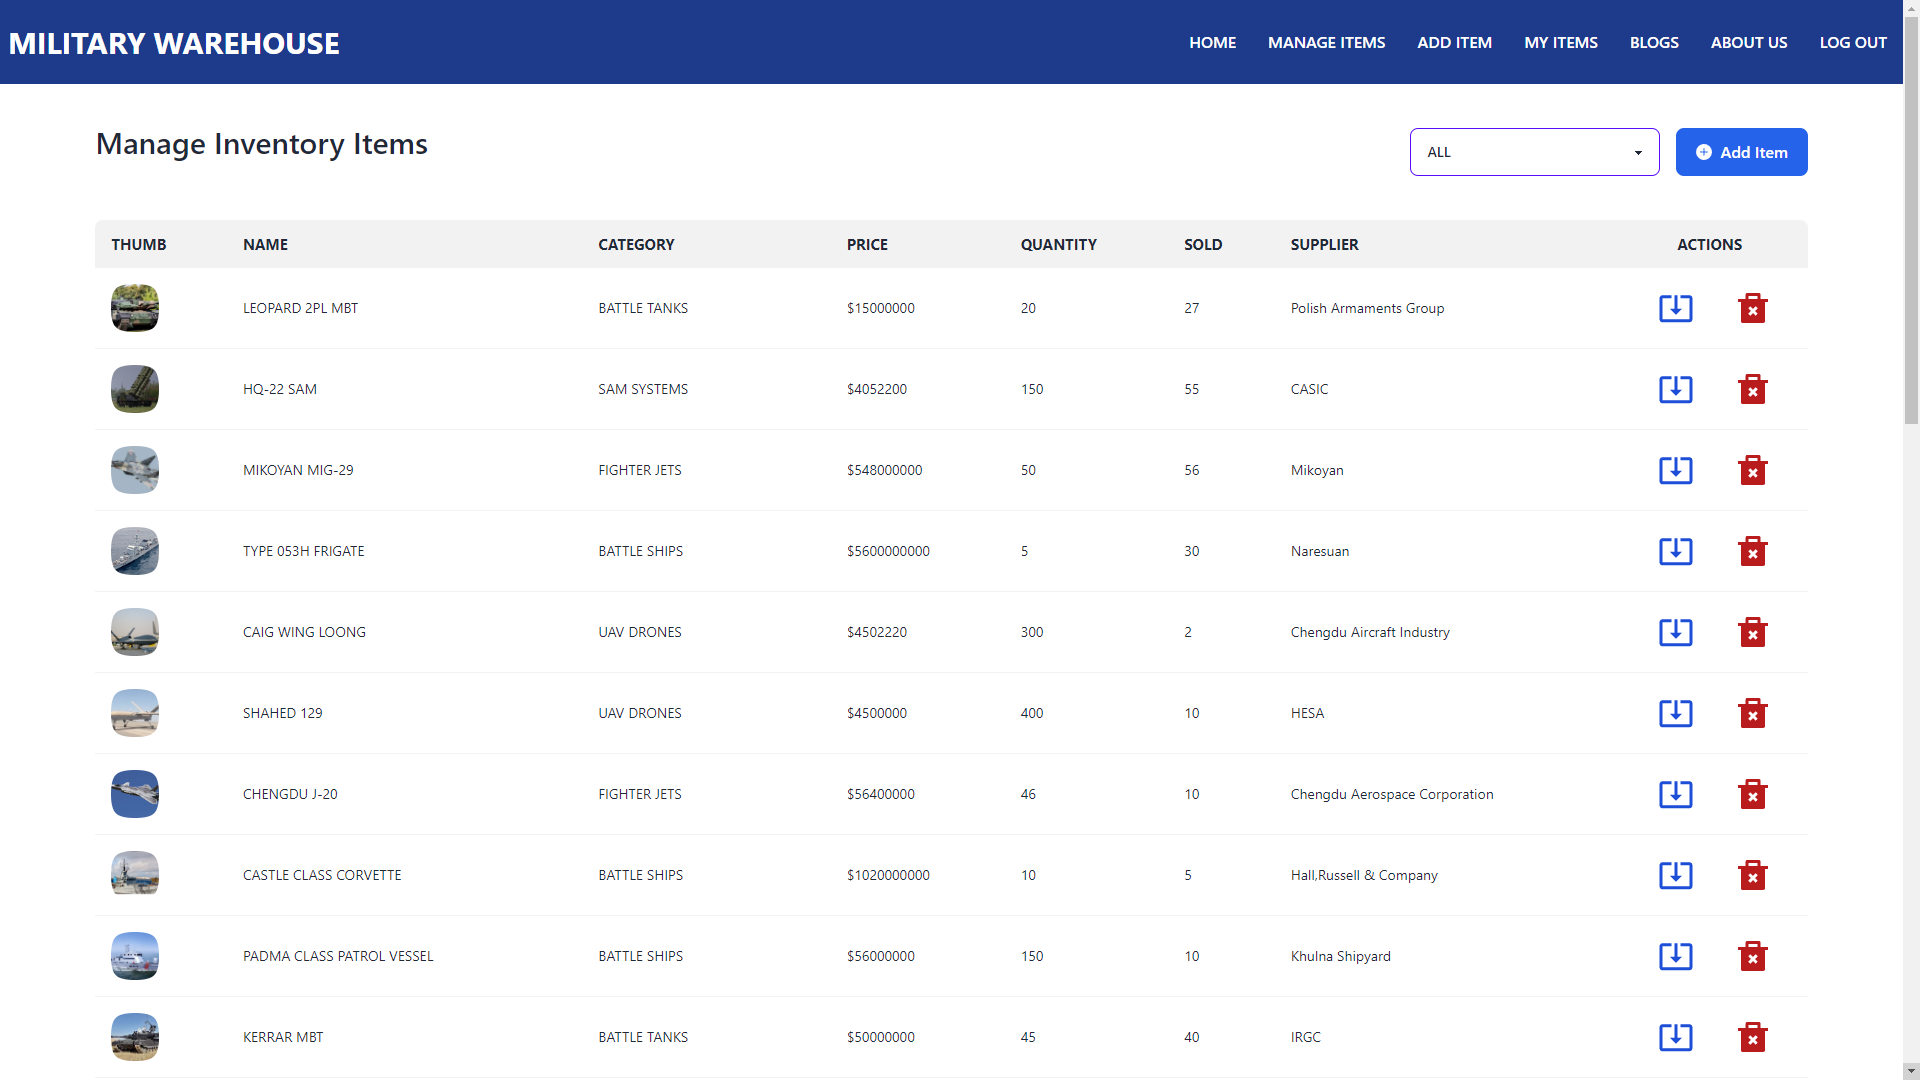 MILITARY WAREHOUSE
HOME MANAGE ITEMS ADD ITEM MY ITEMS BLOGS ABOUT US LOG OUT
Manage Inventory Items
ALL
Add Item
THUMB NAME CATEGORY PRICE QUANTITY SOLD SUPPLIER ACTIONS
LEOPARD 2PL MBT BATTLE TANKS $15000000 20 27 Polish Armaments Group
HQ-22 SAM SAM SYSTEMS $4052200 150 55 CASIC
MIKOYAN MIG-29 FIGHTER JETS $548000000 50 56 Mikoyan
TYPE 053H FRIGATE BATTLE SHIPS $5600000000 5 30 Naresuan
CAIG WING LOONG UAV DRONES $4502220 300 2 Chengdu Aircraft Industry
SHAHED 129 UAV DRONES $4500000 400 10 HESA
CHENGDU J-20 FIGHTER JETS $56400000 46 10 Chengdu Aerospace Corporation
CASTLE CLASS CORVETTE BATTLE SHIPS $1020000000 10 5 Hall,Russell & Company
PADMA CLASS PATROL VESSEL BATTLE SHIPS $56000000 150 10 Khulna Shipyard
KERRAR MBT BATTLE TANKS $50000000 45 40 IRGC